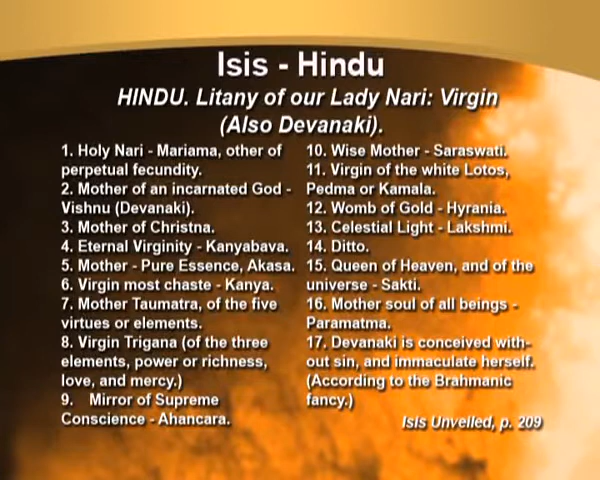 Isis - Hindu
HINDU. Litany of our Lady Nari: Virgin
(Also Devanaki).
1. Holy Nari - Mariama, other of
perpetual fecundity.
2. Mother of an incarnated God -
Vishnu (Devanaki).
3. Mother of Christna.
4. Eternal Virginity - Kanyabava.
5. Mother - Pure Essence, Akasa.
6. Virgin most chaste - Kanya.
7. Mother Taumatra, of the five
virtues or elements.
8. Virgin Trigana (of the three
elements, power or richness,
love, and mercy.)
9. Mirror of Supreme
Conscience - Ahancara.
10. Wise Mother - Saraswati.
11. Virgin of the white Lotos,
Pedma or Kamala.
12. Womb of Gold - Hyrania.
13. Celestial Light - Lakshmi.
14. Ditto.
15. Queen of Heaven, and of the
universe - Sakti.
16. Mother soul of all beings -
Paramatma.
17. Devanaki is conceived with-
out sin, and immaculate herself.
(According to the Brahmanic
fancy.)
Isis Unveiled, p. 209